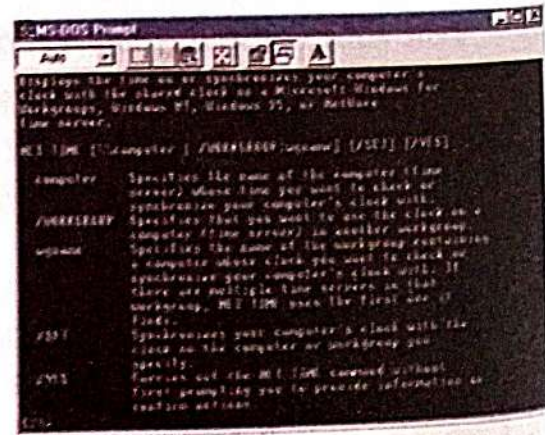 MS-DOS Prompt
Auto
Displays the time on or synchronizes your computer's
clock with the shared clock on a Microsoft Windows for
Workgroups, Windows NT, Windows 95, or NetWare
time server.
NET TIME [\\computer | /WORKGROUP:wgname] [/SET] [/YES]
computer Specifies the name of the computer (time
server) whose time you want to check or
synchronize your computer's clock with.
/WORKGROUP Specifies that you want to use the clock on a
computer (time server) in another workgroup.
wgname Specifies the name of the workgroup containing
a computer whose clock you want to check or
synchronize your computer's clock with. If
there are multiple time servers in that
workgroup, NET TIME uses the first one it
finds.
/SET Synchronizes your computer's clock with the
clock on the computer or workgroup you
specify.
/YES Carries out the NET TIME command without
first prompting you to provide information or
confirm actions.